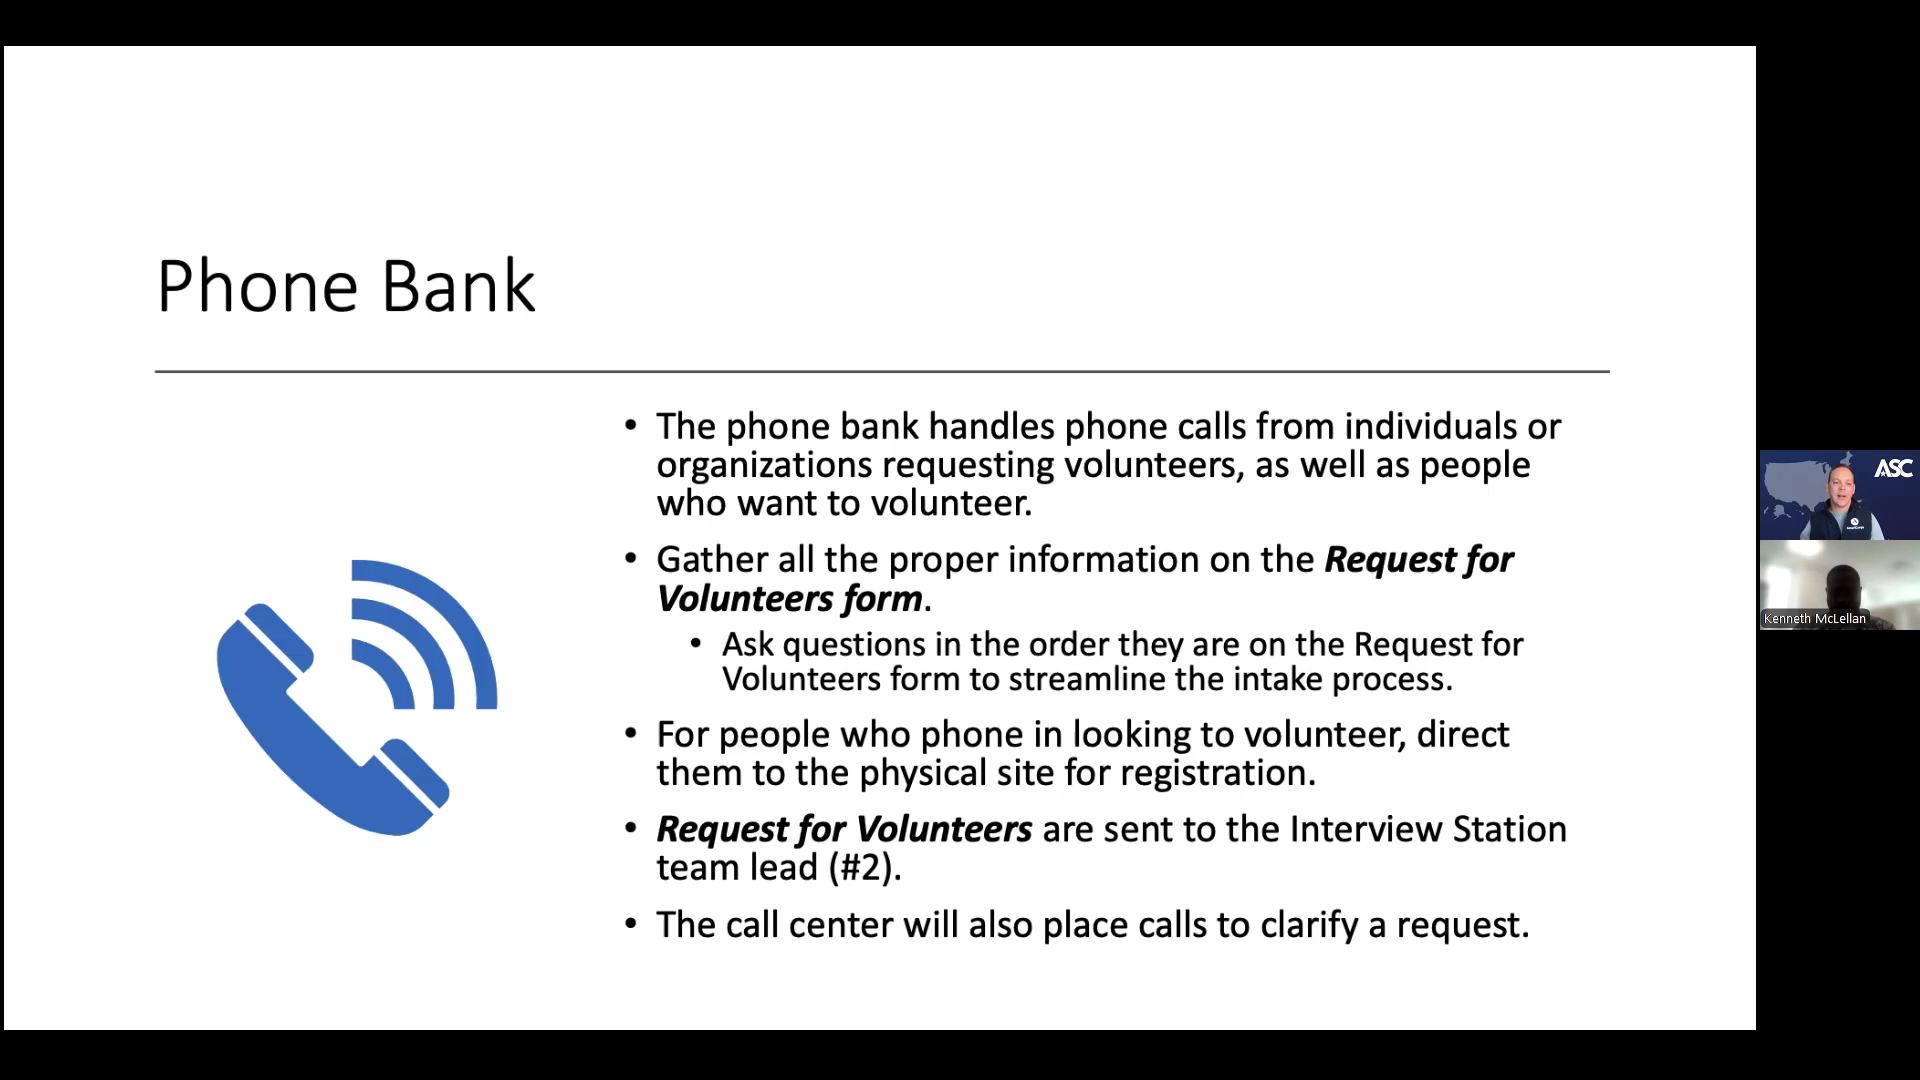 Phone Bank
• The phone bank handles phone calls from individuals or
organizations requesting volunteers, as well as people
who want to volunteer.
• Gather all the proper information on the Request for
Volunteers form.
• Ask questions in the order they are on the Request for
Volunteers form to streamline the intake process.
• For people who phone in looking to volunteer, direct
them to the physical site for registration.
• Request for Volunteers are sent to the Interview Station
team lead (#2).
• The call center will also place calls to clarify a request.
ASC
Kenneth McLellan